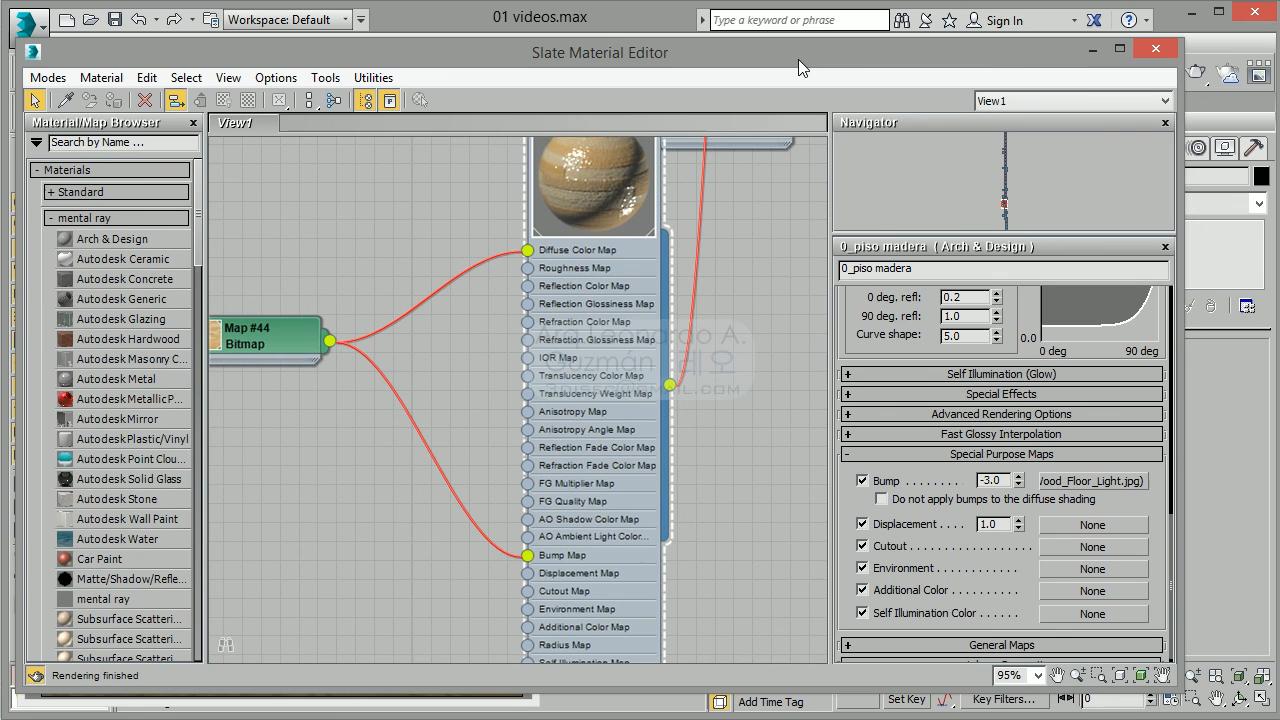 Workspace: Default
01 videos.max
Type a keyword or phrase
Sign In
Slate Material Editor
Modes Material Edit Select View Options Tools Utilities
View1
Material/Map Browser
View1
Navigator
Search by Name ...
- Materials
+ Standard
- mental ray
Arch & Design
Autodesk Ceramic
Autodesk Concrete
Autodesk Generic
Autodesk Glazing
Autodesk Hardwood
Autodesk Masonry C...
Autodesk Metal
Autodesk Metallic P...
Autodesk Mirror
Autodesk Plastic/Vinyl
Autodesk Point Clou...
Autodesk Solid Glass
Autodesk Stone
Autodesk Wall Paint
Autodesk Water
Car Paint
Matte/Shadow/Refle...
mental ray
Subsurface Scatteri...
Subsurface Scatteri...
Subsurface Scatteri...
Map #44
Bitmap
Diffuse Color Map
Roughness Map
Reflection Color Map
Reflection Glossiness Map
Refraction Color Map
Refraction Glossiness Map
IOR Map
Translucency Color Map
Translucency Weight Map
Anisotropy Map
Anisotropy Angle Map
Reflection Fade Color Map
Refraction Fade Color Map
FG Multiplier Map
FG Quality Map
AO Shadow Color Map
AO Ambient Light Color...
Bump Map
Displacement Map
Cutout Map
Environment Map
Additional Color Map
Radius Map
Self Illumination Map
0_piso madera ( Arch & Design )
0_piso madera
0 deg. refl: 0.2
90 deg. refl: 1.0
Curve shape: 5.0
0.0
0 deg 90 deg
+ Self Illumination (Glow)
+ Special Effects
+ Advanced Rendering Options
+ Fast Glossy Interpolation
- Special Purpose Maps
Bump . . . . . . . . -3.0 /ood_Floor_Light.jpg)
Do not apply bumps to the diffuse shading
Displacement . . . . 1.0 None
Cutout . . . . . . . . . . . . . . . . . None
Environment . . . . . . . . . . . . None
Additional Color . . . . . . . . . . None
Self Illumination Color . . . . . . None
+ General Maps
Rendering finished
95%
Add Time Tag
Set Key
Key Filters...
0